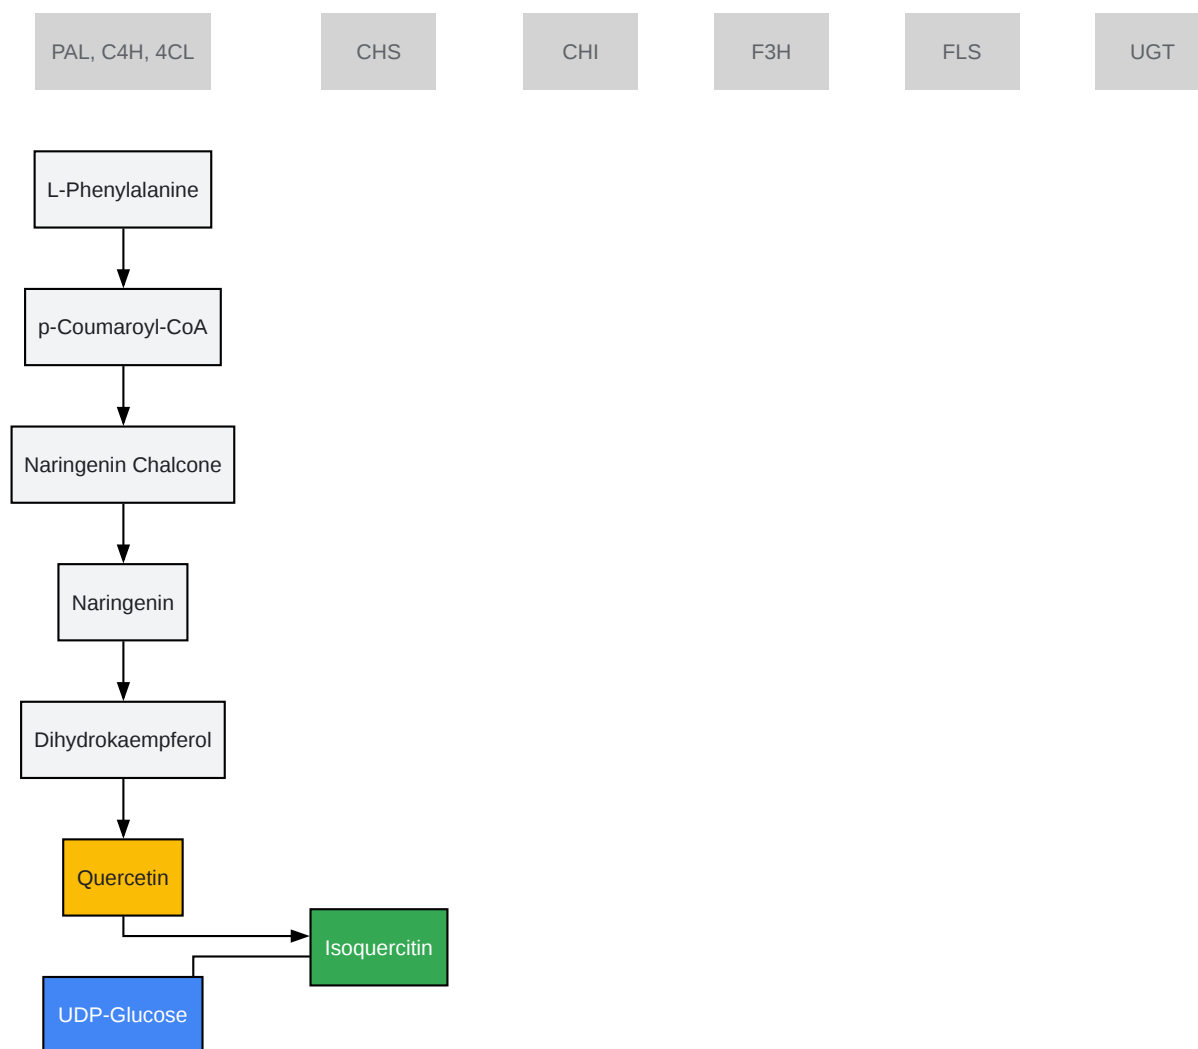 PAL, C4H, 4CL
CHS
CHI
F3H
FLS
UGT
L-Phenylalanine
p-Coumaroyl-CoA
Naringenin Chalcone
Naringenin
Dihydrokaempferol
Quercetin
Isoquercitin
UDP-Glucose